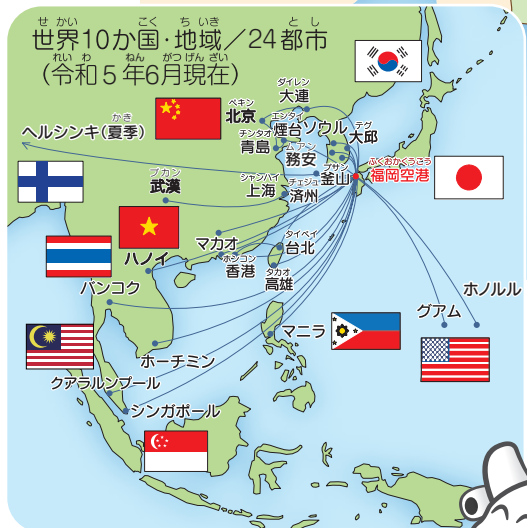 せかい こく ちいき とし
世界10か国・地域／24都市
れいわ ねん がつげんざい
(令和5年6月現在)
ダイレン
大連
ペキン
北京
エンタイ
煙台
ソウル
テグ
大邱
かき
ヘルシンキ(夏季)
チンタオ
青島
ムアン
務安
プサン
釜山
ふくおかくうこう
福岡空港
ブカン
武漢
シャンハイ
上海
チェジュ
済州
マカオ
ホンコン
香港
タイペイ
台北
タカオ
高雄
ハノイ
バンコク
ホノルル
グアム
マニラ
ホーチミン
クアラルンプール
シンガポール